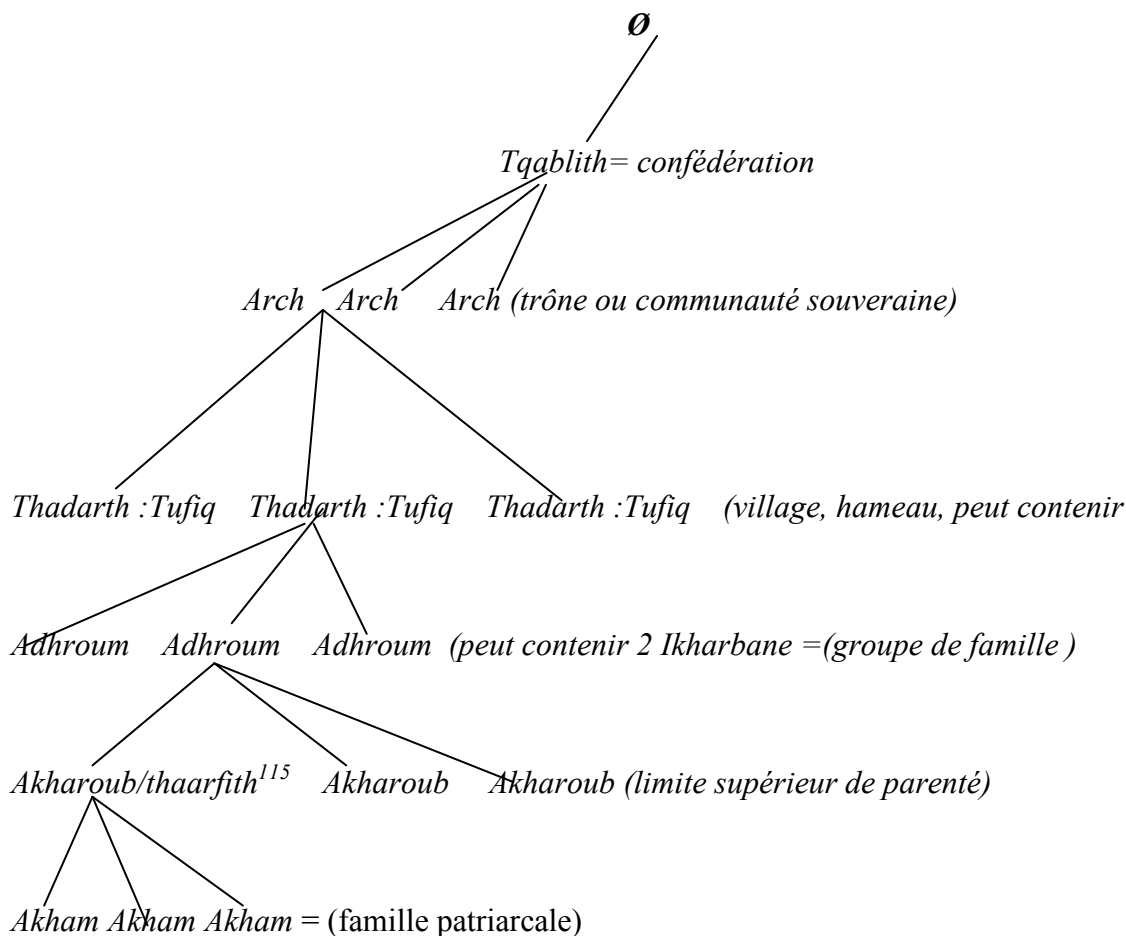 Ø
Tqablith= confédération
Arch Arch Arch (trône ou communauté souveraine)
Thadarth :Tufiq Thadarth :Tufiq Thadarth :Tufiq (village, hameau, peut contenir
Adhroum Adhroum Adhroum (peut contenir 2 Ikharbane =(groupe de famille )
Akharoub/thaarfith115 Akharoub Akharoub (limite supérieur de parenté)
Akham Akham Akham = (famille patriarcale)